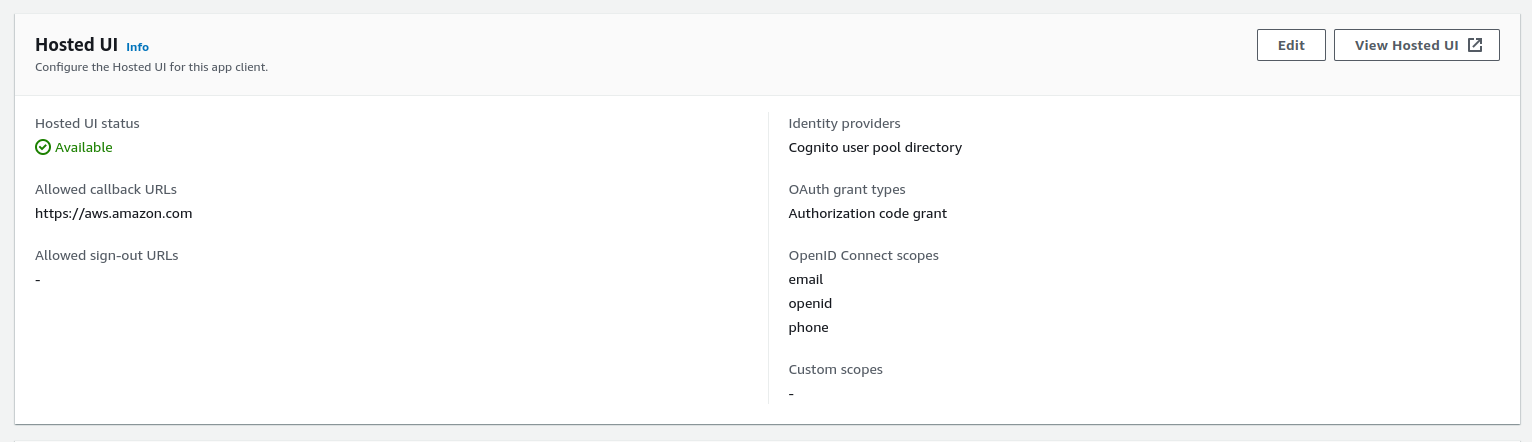 Hosted UI Info
Configure the Hosted UI for this app client.
Edit
View Hosted UI
Hosted UI status
Available
Allowed callback URLs
https://aws.amazon.com
Allowed sign-out URLs
-
Identity providers
Cognito user pool directory
OAuth grant types
Authorization code grant
OpenID Connect scopes
email
openid
phone
Custom scopes
-